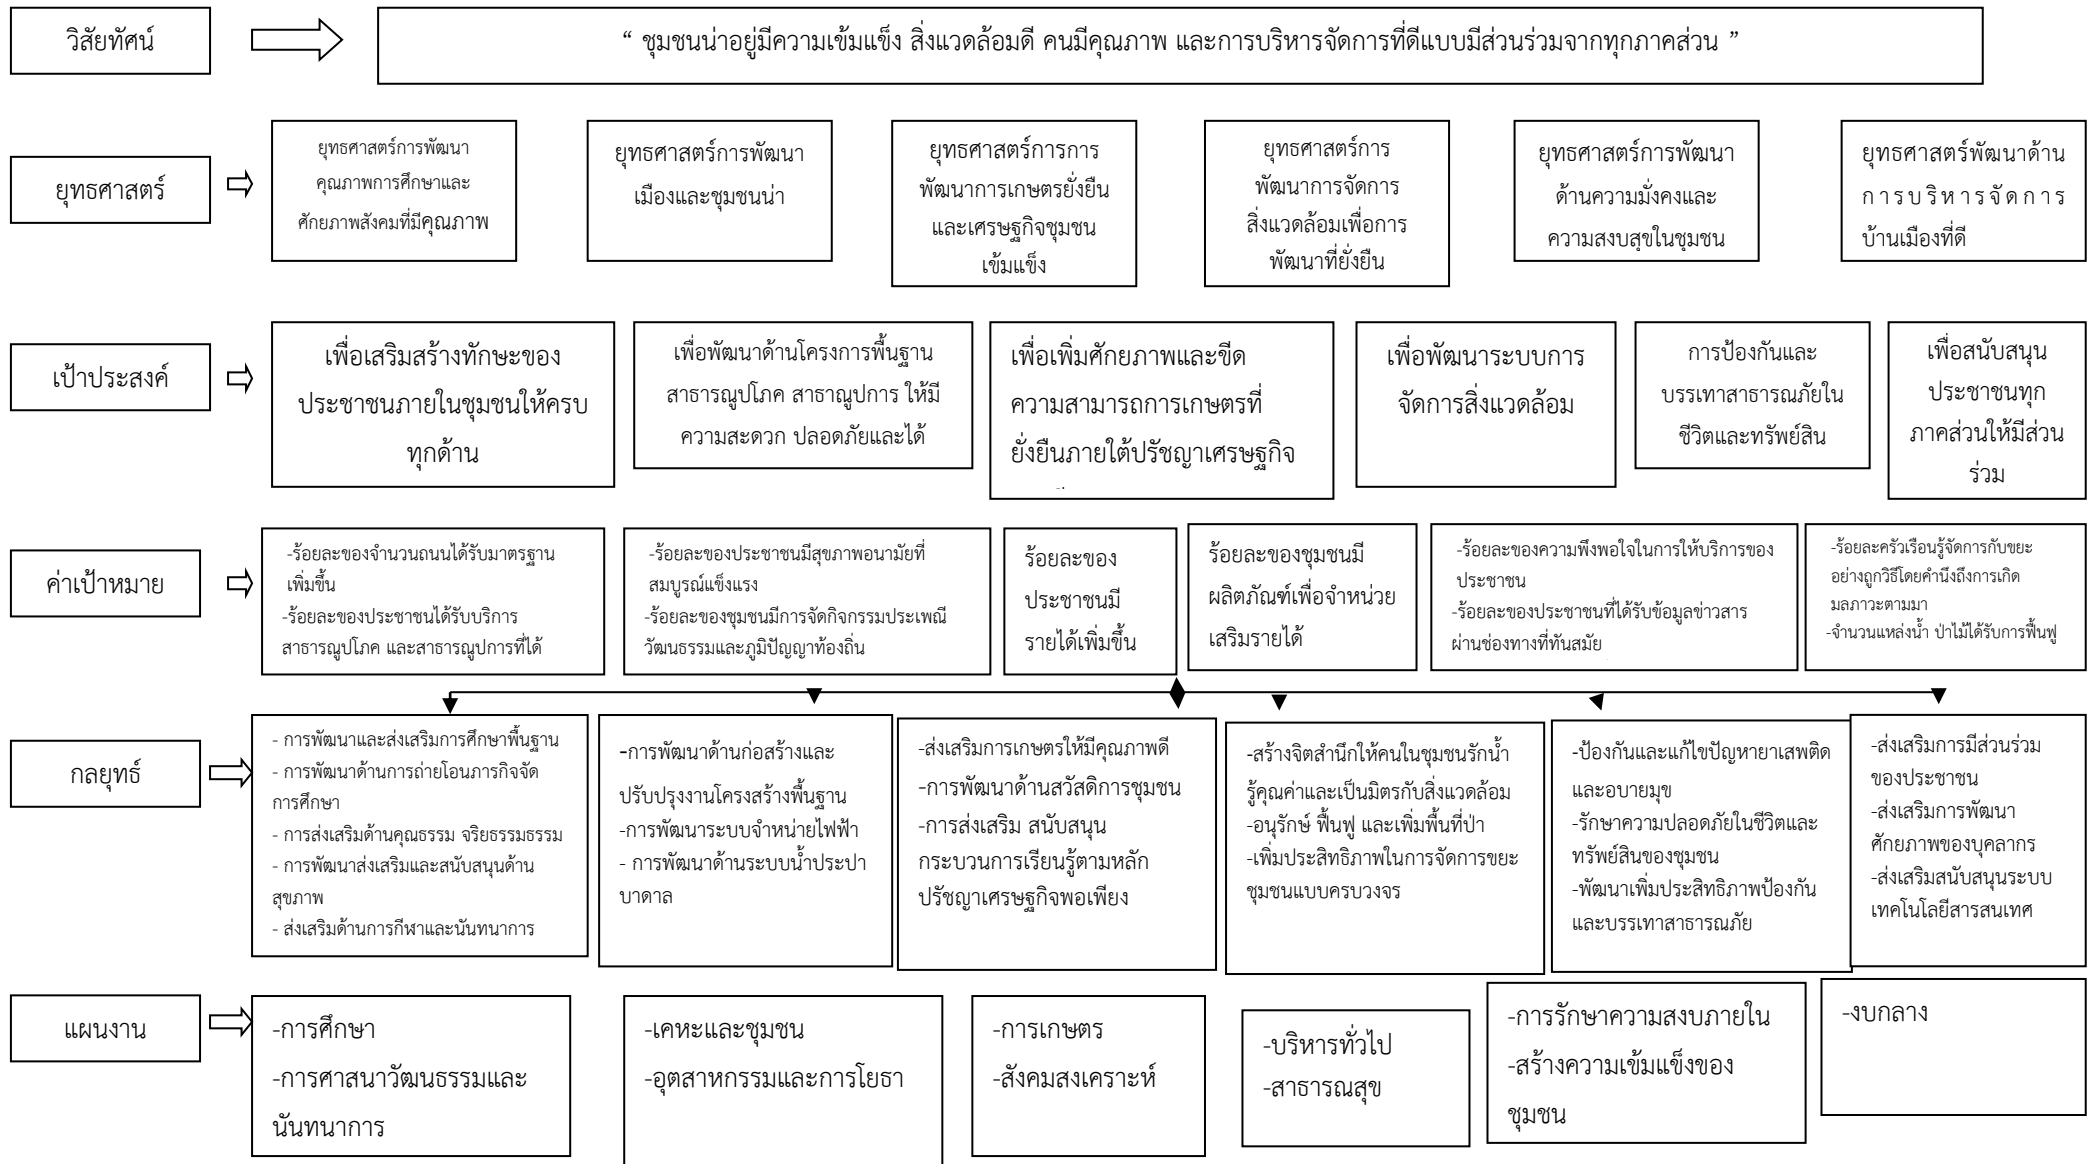 วิสัยทัศน์
“ ชุมชนน่าอยู่มีความเข้มแข็ง สิ่งแวดล้อมดี คนมีคุณภาพ และการบริหารจัดการที่ดีแบบมีส่วนร่วมจากทุกภาคส่วน ”
ยุทธศาสตร์
ยุทธศาสตร์การพัฒนา
คุณภาพการศึกษาและ
ศักยภาพสังคมที่มีคุณภาพ
ยุทธศาสตร์การพัฒนา
เมืองและชุมชนน่า
ยุทธศาสตร์การการ
พัฒนาการเกษตรยั่งยืน
และเศรษฐกิจชุมชน
เข้มแข็ง
ยุทธศาสตร์การ
พัฒนาการจัดการ
สิ่งแวดล้อมเพื่อการ
พัฒนาที่ยั่งยืน
ยุทธศาสตร์การพัฒนา
ด้านความมั่งคงและ
ความสงบสุขในชุมชน
ยุทธศาสตร์พัฒนาด้าน
การบริหารจัดการ
บ้านเมืองที่ดี
เป้าประสงค์
เพื่อเสริมสร้างทักษะของ
ประชาชนภายในชุมชนให้ครบ
ทุกด้าน
เพื่อพัฒนาด้านโครงการพื้นฐาน
สาธารณูปโภค สาธาณูปการ ให้มี
ความสะดวก ปลอดภัยและได้
เพื่อเพิ่มศักยภาพและขีด
ความสามารถการเกษตรที่
ยั่งยืนภายใต้ปรัชญาเศรษฐกิจ
เพื่อพัฒนาระบบการ
จัดการสิ่งแวดล้อม
การป้องกันและ
บรรเทาสาธารณภัยใน
ชีวิตและทรัพย์สิน
เพื่อสนับสนุน
ประชาชนทุก
ภาคส่วนให้มีส่วน
ร่วม
ค่าเป้าหมาย
-ร้อยละของจำนวนถนนได้รับมาตรฐาน
เพิ่มขึ้น
-ร้อยละของประชาชนได้รับบริการ
สาธารณูปโภค และสาธารณูปการที่ได้
-ร้อยละของประชาชนมีสุขภาพอนามัยที่
สมบูรณ์แข็งแรง
-ร้อยละของชุมชนมีการจัดกิจกรรมประเพณี
วัฒนธรรมและภูมิปัญญาท้องถิ่น
ร้อยละของ
ประชาชนมี
รายได้เพิ่มขึ้น
ร้อยละของชุมชนมี
ผลิตภัณฑ์เพื่อจำหน่วย
เสริมรายได้
-ร้อยละของความพึงพอใจในการให้บริการของ
ประชาชน
-ร้อยละของประชาชนที่ได้รับข้อมูลข่าวสาร
ผ่านช่องทางที่ทันสมัย
-ร้อยละครัวเรือนรู้จัดการกับขยะ
อย่างถูกวิธีโดยคำนึงถึงการเกิด
มลภาวะตามมา
-จำนวนแหล่งน้ำ ป่าไม้ได้รับการฟื้นฟู
กลยุทธ์
- การพัฒนาและส่งเสริมการศึกษาพื้นฐาน
- การพัฒนาด้านการถ่ายโอนภารกิจจัด
การศึกษา
- การส่งเสริมด้านคุณธรรม จริยธรรมธรรม
- การพัฒนาส่งเสริมและสนับสนุนด้าน
สุขภาพ
- ส่งเสริมด้านการกีฬาและนันทนาการ
-การพัฒนาด้านก่อสร้างและ
ปรับปรุงงานโครงสร้างพื้นฐาน
-การพัฒนาระบบจำหน่ายไฟฟ้า
- การพัฒนาด้านระบบน้ำประปา
บาดาล
-ส่งเสริมการเกษตรให้มีคุณภาพดี
-การพัฒนาด้านสวัสดิการชุมชน
-การส่งเสริม สนับสนุน
กระบวนการเรียนรู้ตามหลัก
ปรัชญาเศรษฐกิจพอเพียง
-สร้างจิตสำนึกให้คนในชุมชนรักน้ำ
รู้คุณค่าและเป็นมิตรกับสิ่งแวดล้อม
-อนุรักษ์ ฟื้นฟู และเพิ่มพื้นที่ป่า
-เพิ่มประสิทธิภาพในการจัดการขยะ
ชุมชนแบบครบวงจร
-ป้องกันและแก้ไขปัญหายาเสพติด
และอบายมุข
-รักษาความปลอดภัยในชีวิตและ
ทรัพย์สินของชุมชน
-พัฒนาเพิ่มประสิทธิภาพป้องกัน
และบรรเทาสาธารณภัย
-ส่งเสริมการมีส่วนร่วม
ของประชาชน
-ส่งเสริมการพัฒนา
ศักยภาพของบุคลากร
-ส่งเสริมสนับสนุนระบบ
เทคโนโลยีสารสนเทศ
แผนงาน
-การศึกษา
-การศาสนาวัฒนธรรมและ
นันทนาการ
-เคหะและชุมชน
-อุตสาหกรรมและการโยธา
-การเกษตร
-สังคมสงเคราะห์
-บริหารทั่วไป
-สาธารณสุข
-การรักษาความสงบภายใน
-สร้างความเข้มแข็งของ
ชุมชน
-งบกลาง